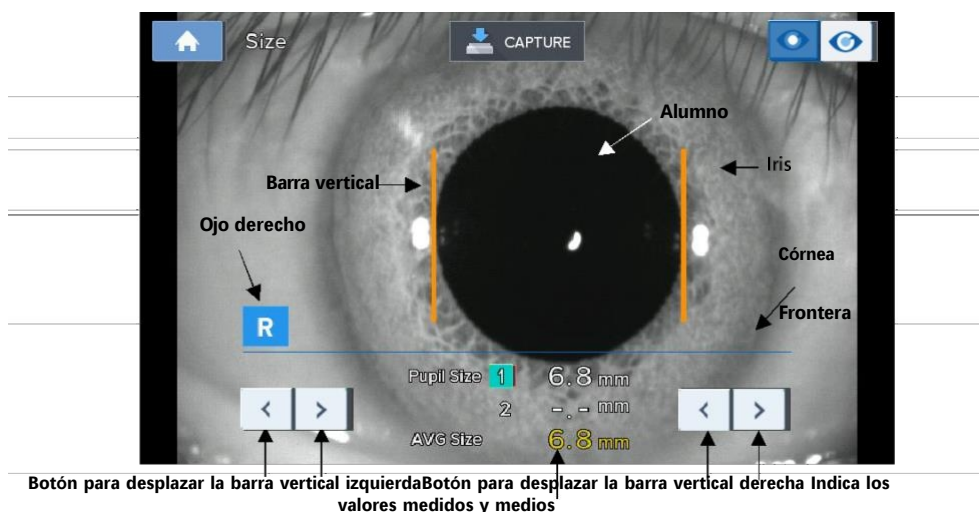 Size
CAPTURE
Alumno
Iris
Barra vertical
Ojo derecho
Córnea
Frontera
R
Pupil Size 1 6.8 mm
2 -.- mm
AVG Size 6.8 mm
< > < >
Botón para desplazar la barra vertical izquierdaBotón para desplazar la barra vertical derecha Indica los
valores medidos y medios